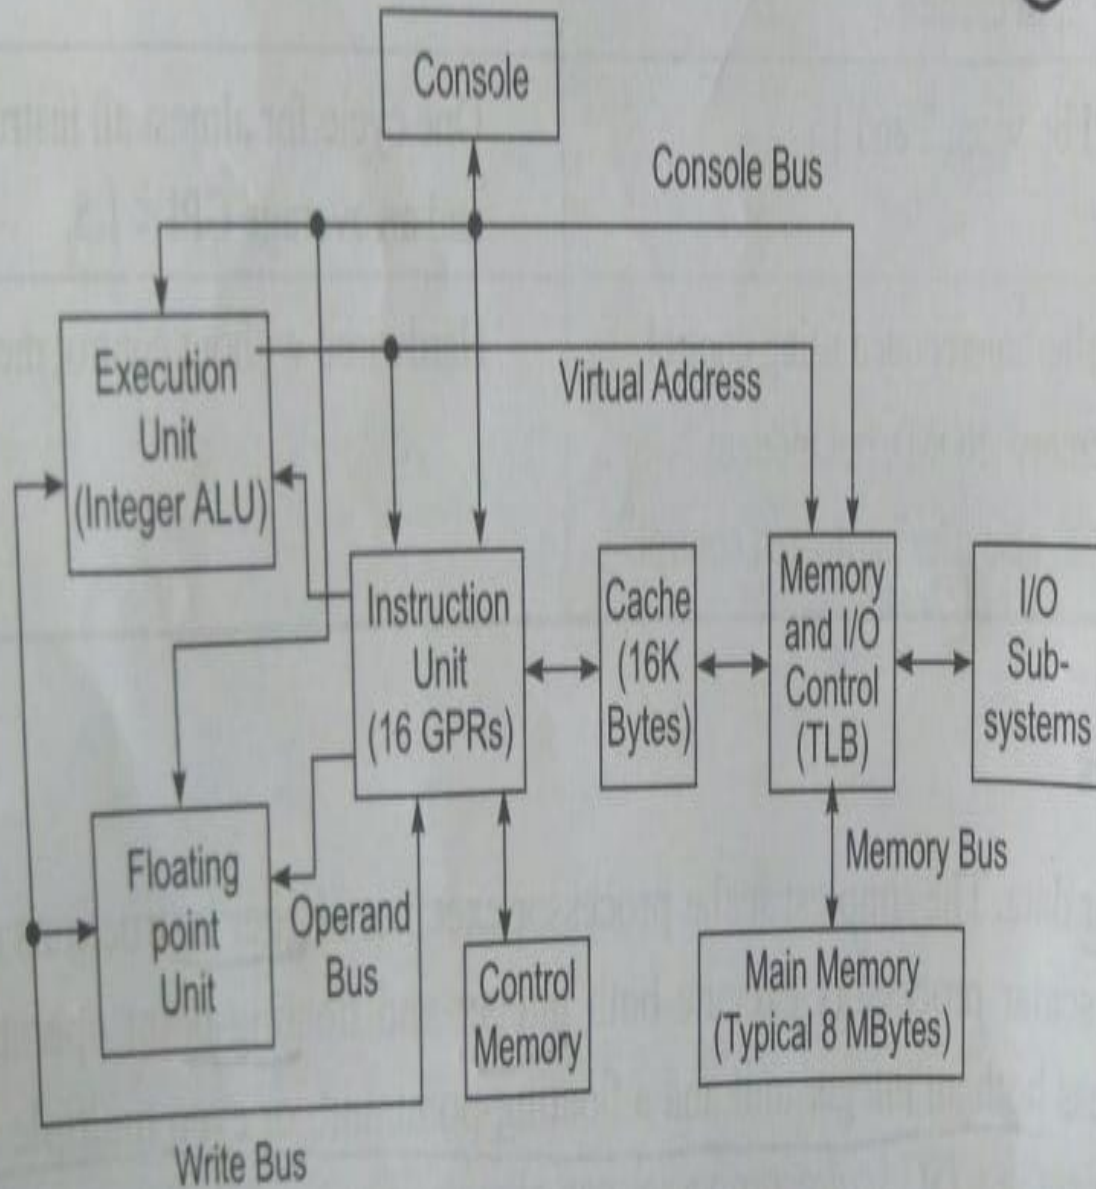 Console
Console Bus
Execution
Unit
(Integer ALU)
Virtual Address
Instruction
Unit
(16 GPRs)
Cache
(16K
Bytes)
Memory
and I/O
Control
(TLB)
I/O
Sub-
systems
Floating
point
Unit
Operand
Bus
Control
Memory
Memory Bus
Main Memory
(Typical 8 MBytes)
Write Bus